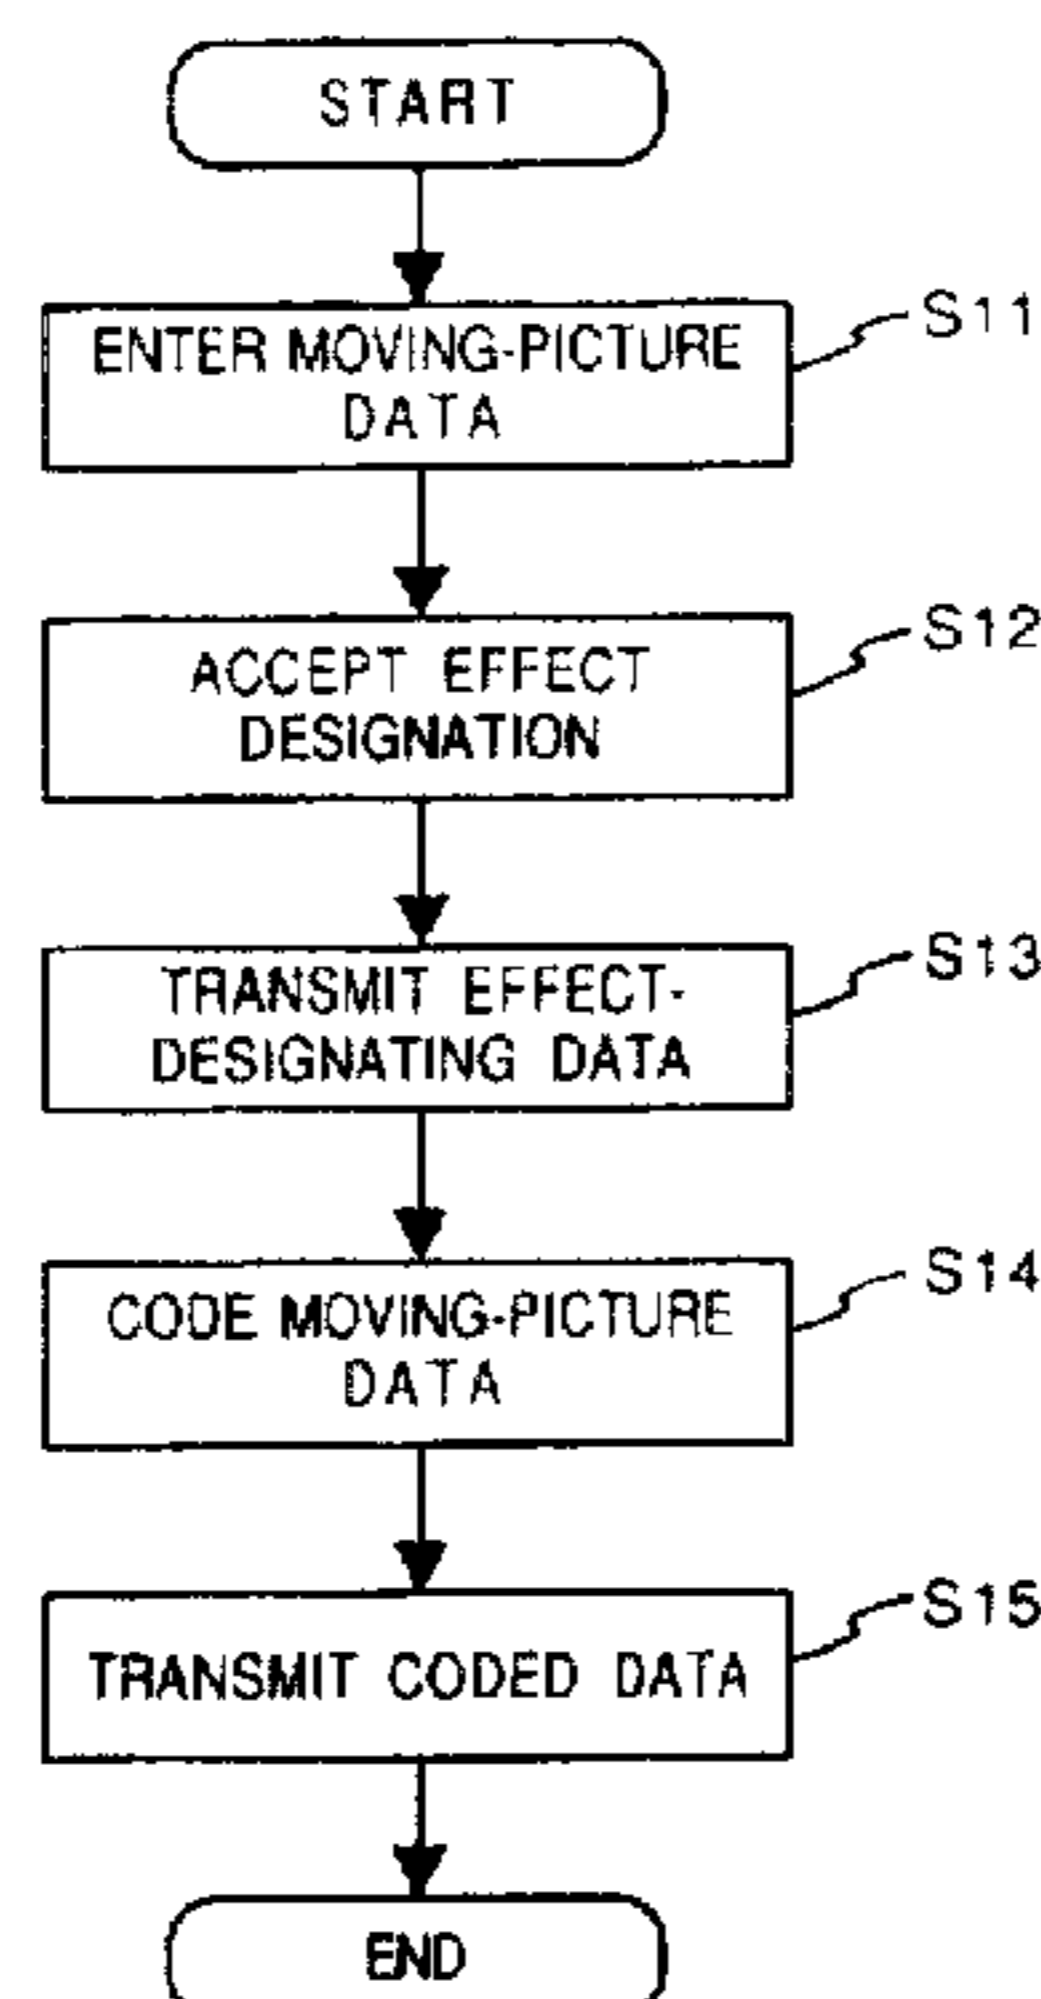 START
ENTER MOVING-PICTURE
DATA
S11
ACCEPT EFFECT
DESIGNATION
S12
TRANSMIT EFFECT-
DESIGNATING DATA
S13
CODE MOVING-PICTURE
DATA
S14
TRANSMIT CODED DATA
S15
END